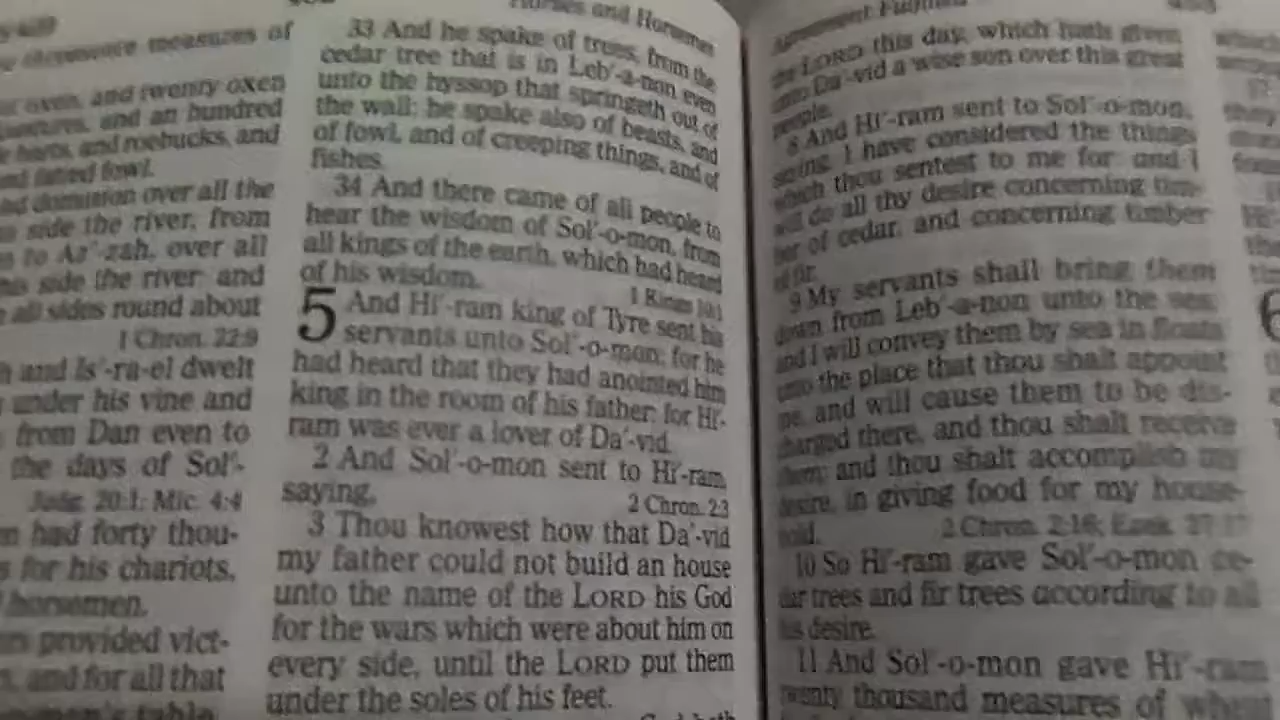 measures of
oxen, and twenty oxen
and an hundred
harts, and roebucks, and
fatted fowl.
dominion over all the
side the river, from
to Az'-zah, over all
side the river: and
all sides round about
1 Chron. 22:9
and Is'-ra-el dwelt
under his vine and
from Dan even to
the days of Sol'-
Judg. 20:1; Mic. 4:4
had forty thou-
for his chariots,
horsemen.
provided vict-
and for all that
table
and Horsemen
33 And he spake of trees, from the
cedar tree that is in Leb'-a-non even
unto the hyssop that springeth out of
the wall: he spake also of beasts, and
of fowl, and of creeping things, and of
fishes.
34 And there came of all people to
hear the wisdom of Sol'-o-mon, from
all kings of the earth, which had heard
of his wisdom.
1 Kings 10:1
5 And Hi'-ram king of Tyre sent his
servants unto Sol'-o-mon; for he
had heard that they had anointed him
king in the room of his father: for Hi'-
ram was ever a lover of Da'-vid.
2 And Sol'-o-mon sent to Hi'-ram,
saying,
2 Chron. 2:3
3 Thou knowest how that Da'-vid
my father could not build an house
unto the name of the LORD his God
for the wars which were about him on
every side, until the LORD put them
under the soles of his feet.
LORD this day, which hath given
unto Da'-vid a wise son over this great
people.
8 And Hi'-ram sent to Sol'-o-mon,
saying, I have considered the things
which thou sentest to me for: and I
will do all thy desire concerning tim-
ber of cedar, and concerning timber
of fir.
9 My servants shall bring them
down from Leb'-a-non unto the sea:
and I will convey them by sea in floats
unto the place that thou shalt appoint
me, and will cause them to be dis-
charged there, and thou shalt receive
them: and thou shalt accomplish my
desire, in giving food for my house-
hold.
2 Chron. 2:16; Ezek. 27:17
10 So Hi'-ram gave Sol'-o-mon ce-
dar trees and fir trees according to all
his desire.
11 And Sol'-o-mon gave Hi'-ram
twenty thousand measures of wheat